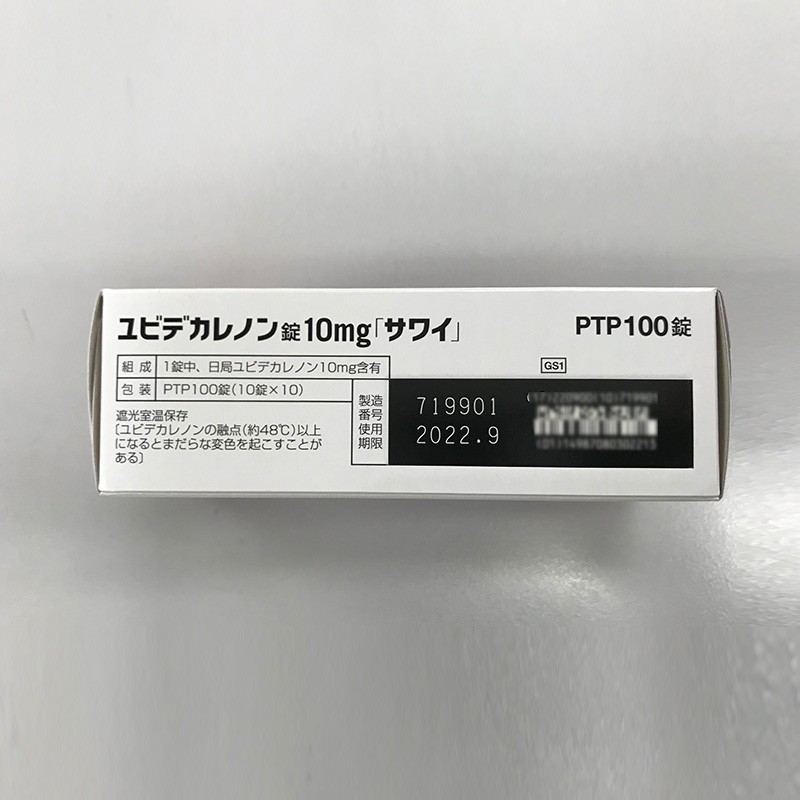 ユビデカレノン錠10mg「サワイ」 PTP100錠
組成 1錠中、日局ユビデカレノン10mg含有
包装 PTP100錠(10錠×10)
遮光室温保存
〔ユビデカレノンの融点(約48℃)以上
になるとまだらな変色を起こすことが
ある〕
製造
番号
使用
期限
719901
2022.9
GS1
(17)220900(10)719901